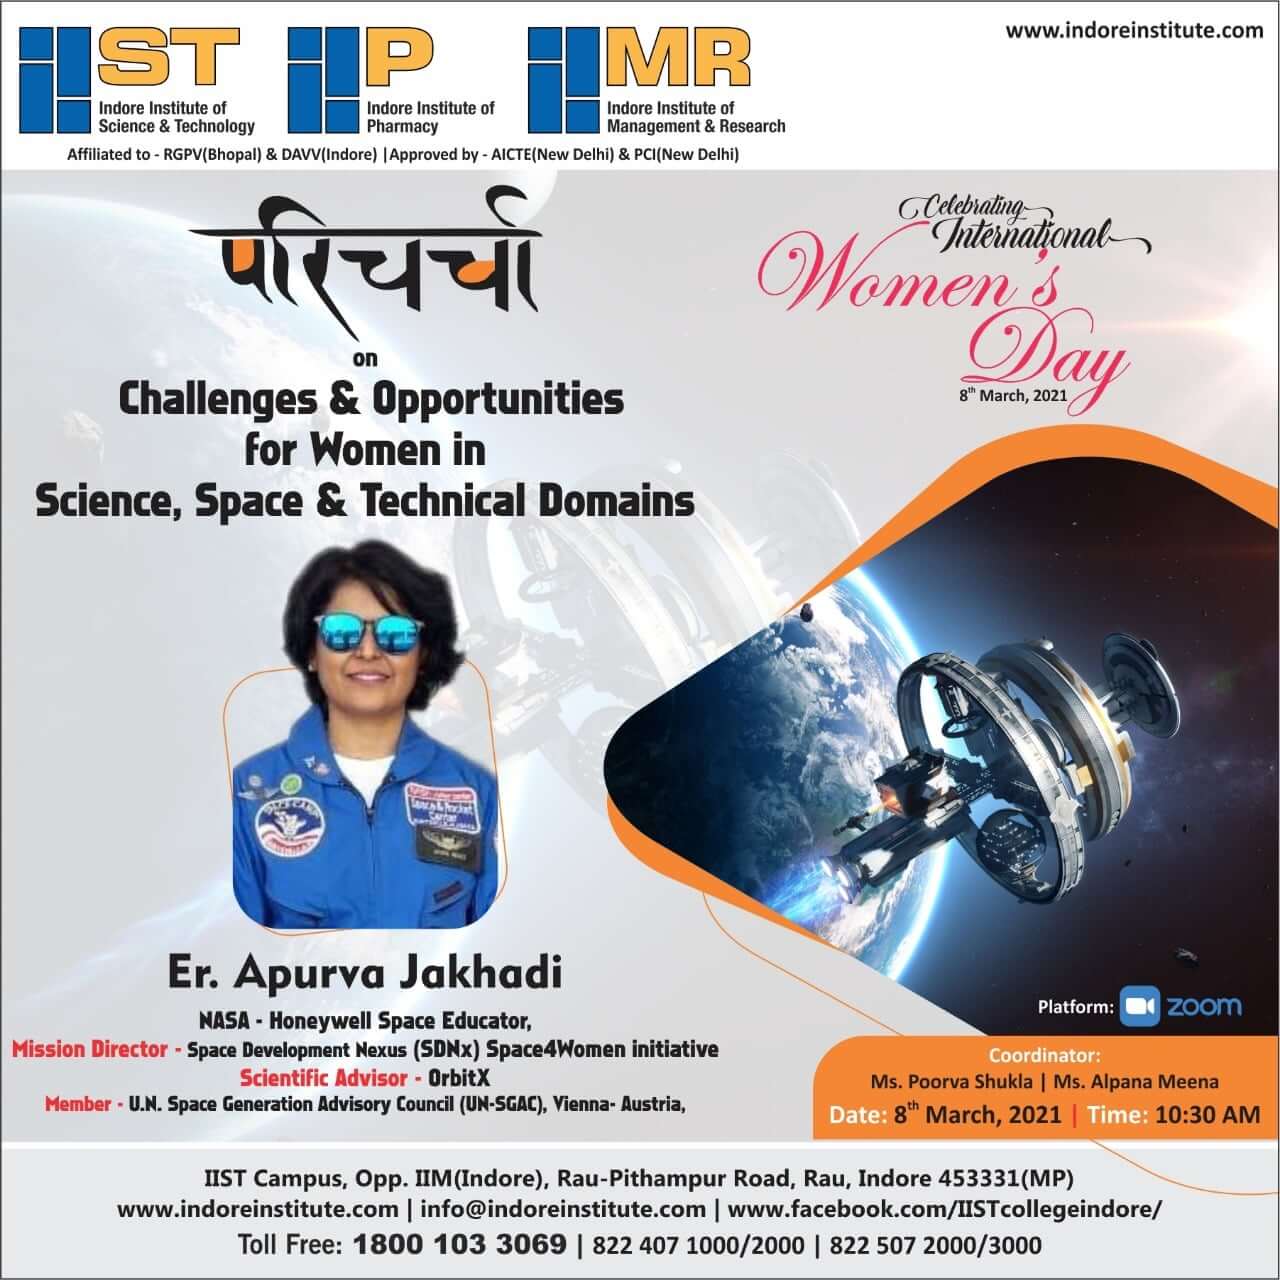 www.indoreinstitute.com
IIST
Indore Institute of
Science & Technology
IIP
Indore Institute of
Pharmacy
IIMR
Indore Institute of
Management & Research
Affiliated to - RGPV(Bhopal) & DAVV(Indore) |Approved by - AICTE(New Delhi) & PCI(New Delhi)
परिचर्चा
on
Challenges & Opportunities
for Women in
Science, Space & Technical Domains
Celebrating
International
Women's
Day
8th March, 2021
SPACE CAMP
Space & Rocket
Center
Er. Apurva Jakhadi
NASA - Honeywell Space Educator,
Mission Director - Space Development Nexus (SDNx) Space4Women initiative
Scientific Advisor - OrbitX
Member - U.N. Space Generation Advisory Council (UN-SGAC), Vienna- Austria,
Platform: zoom
Coordinator:
Ms. Poorva Shukla | Ms. Alpana Meena
Date: 8th March, 2021 | Time: 10:30 AM
IIST Campus, Opp. IIM(Indore), Rau-Pithampur Road, Rau, Indore 453331(MP)
www.indoreinstitute.com | info@indoreinstitute.com | www.facebook.com/IISTcollegeindore/
Toll Free: 1800 103 3069 | 822 407 1000/2000 | 822 507 2000/3000